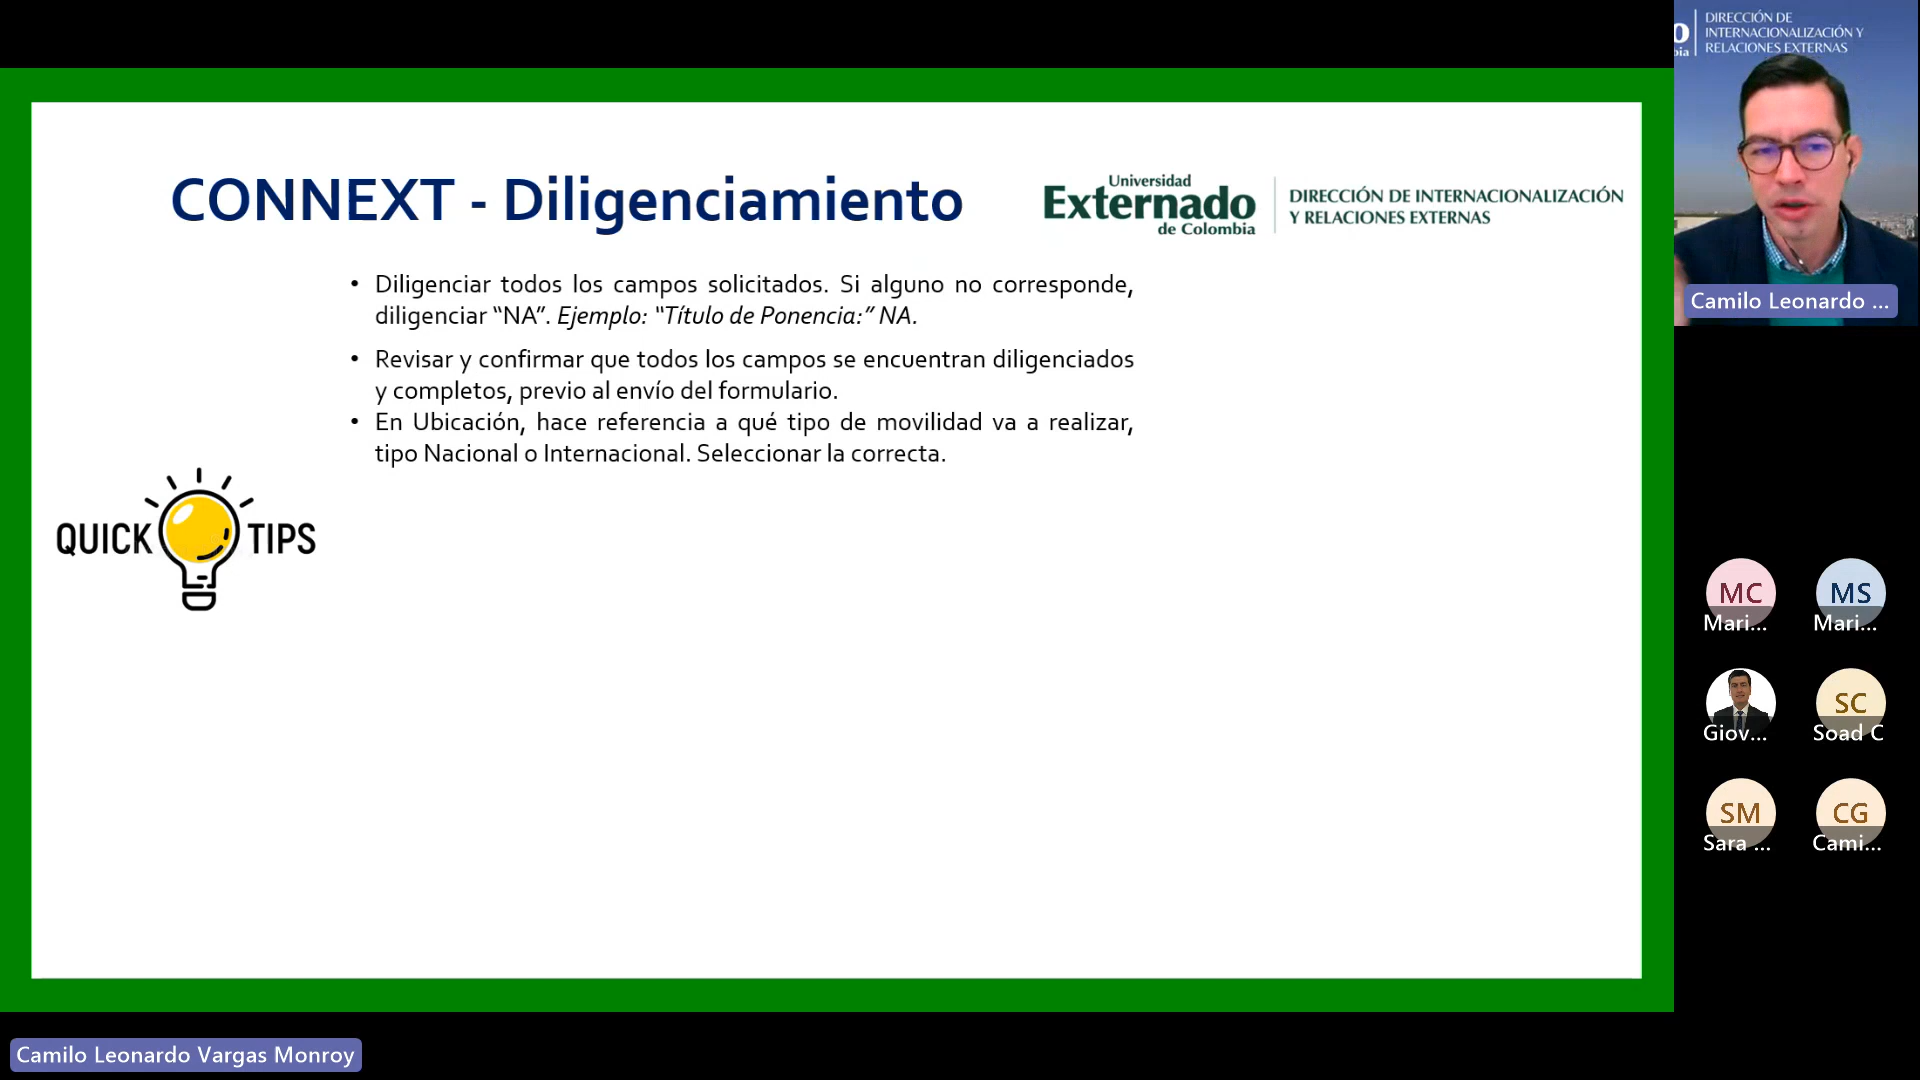 DIRECCIÓN DE
INTERNACIONALIZACIÓN Y
RELACIONES EXTERNAS
CONNEXT - Diligenciamiento
Universidad
Externado
de Colombia
DIRECCIÓN DE INTERNACIONALIZACIÓN
Y RELACIONES EXTERNAS
• Diligenciar todos los campos solicitados. Si alguno no corresponde,
diligenciar “NA”. Ejemplo: “Título de Ponencia:” NA.
• Revisar y confirmar que todos los campos se encuentran diligenciados
y completos, previo al envío del formulario.
• En Ubicación, hace referencia a qué tipo de movilidad va a realizar,
tipo Nacional o Internacional. Seleccionar la correcta.
QUICK TIPS
Camilo Leonardo ...
MC
Mari...
MS
Mari...
Giov...
SC
Soad C
SM
Sara ...
CG
Cami...
Camilo Leonardo Vargas Monroy